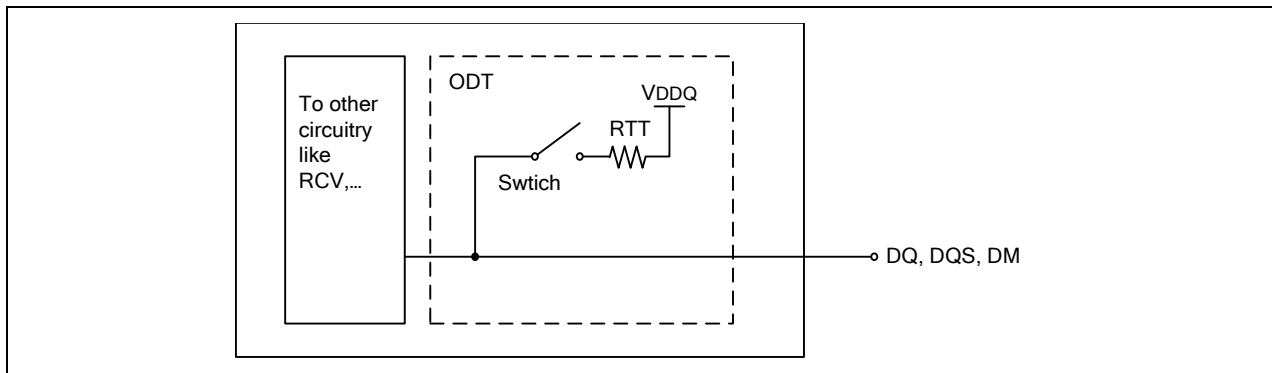 To other
circuitry
like
RCV,...
ODT
VDDQ
RTT
Swtich
DQ, DQS, DM